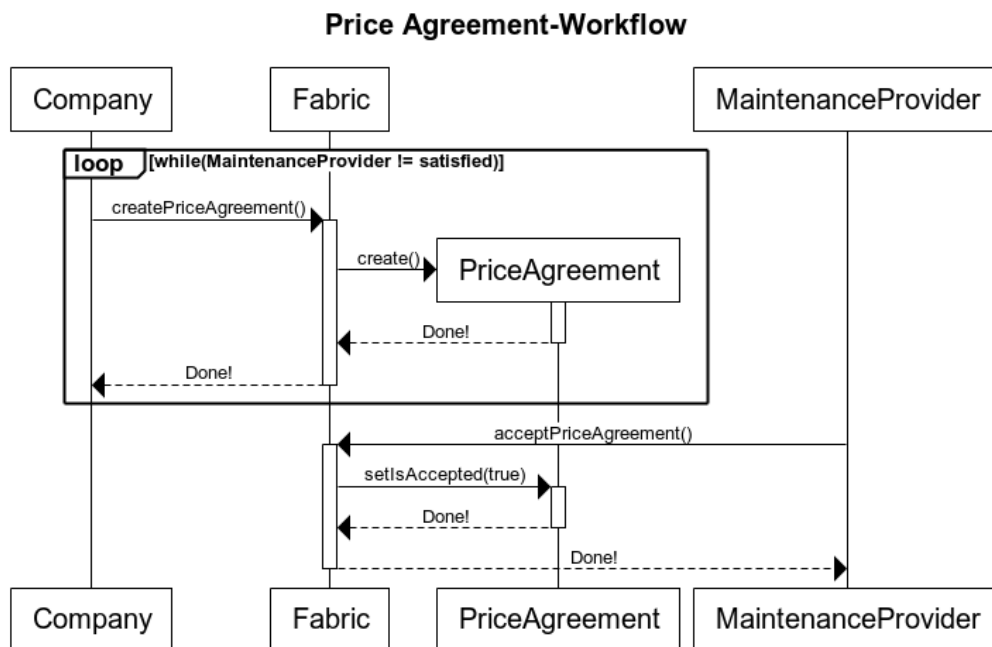 Price Agreement-Workflow
Company
Fabric
MaintenanceProvider
loop
[while(MaintenanceProvider != satisfied)]
createPriceAgreement()
create()
PriceAgreement
Done!
Done!
acceptPriceAgreement()
setIsAccepted(true)
Done!
Done!
Company
Fabric
PriceAgreement
MaintenanceProvider